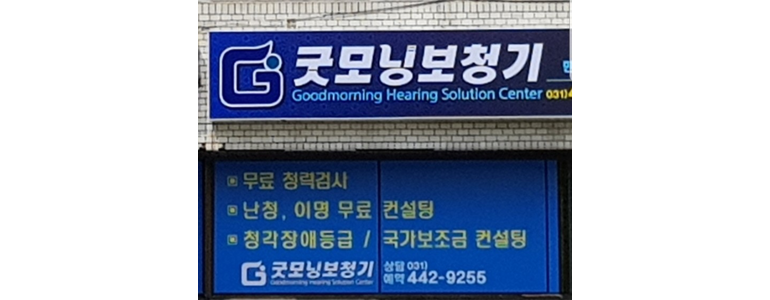 굿모닝보청기
Goodmorning Hearing Solution Center 031)4
무료 청력검사
난청, 이명 무료 컨설팅
청각장애등급 / 국가보조금 컨설팅
굿모닝보청기 상담 031)
Goodmorning Hearing Solution Center 예약 442-9255